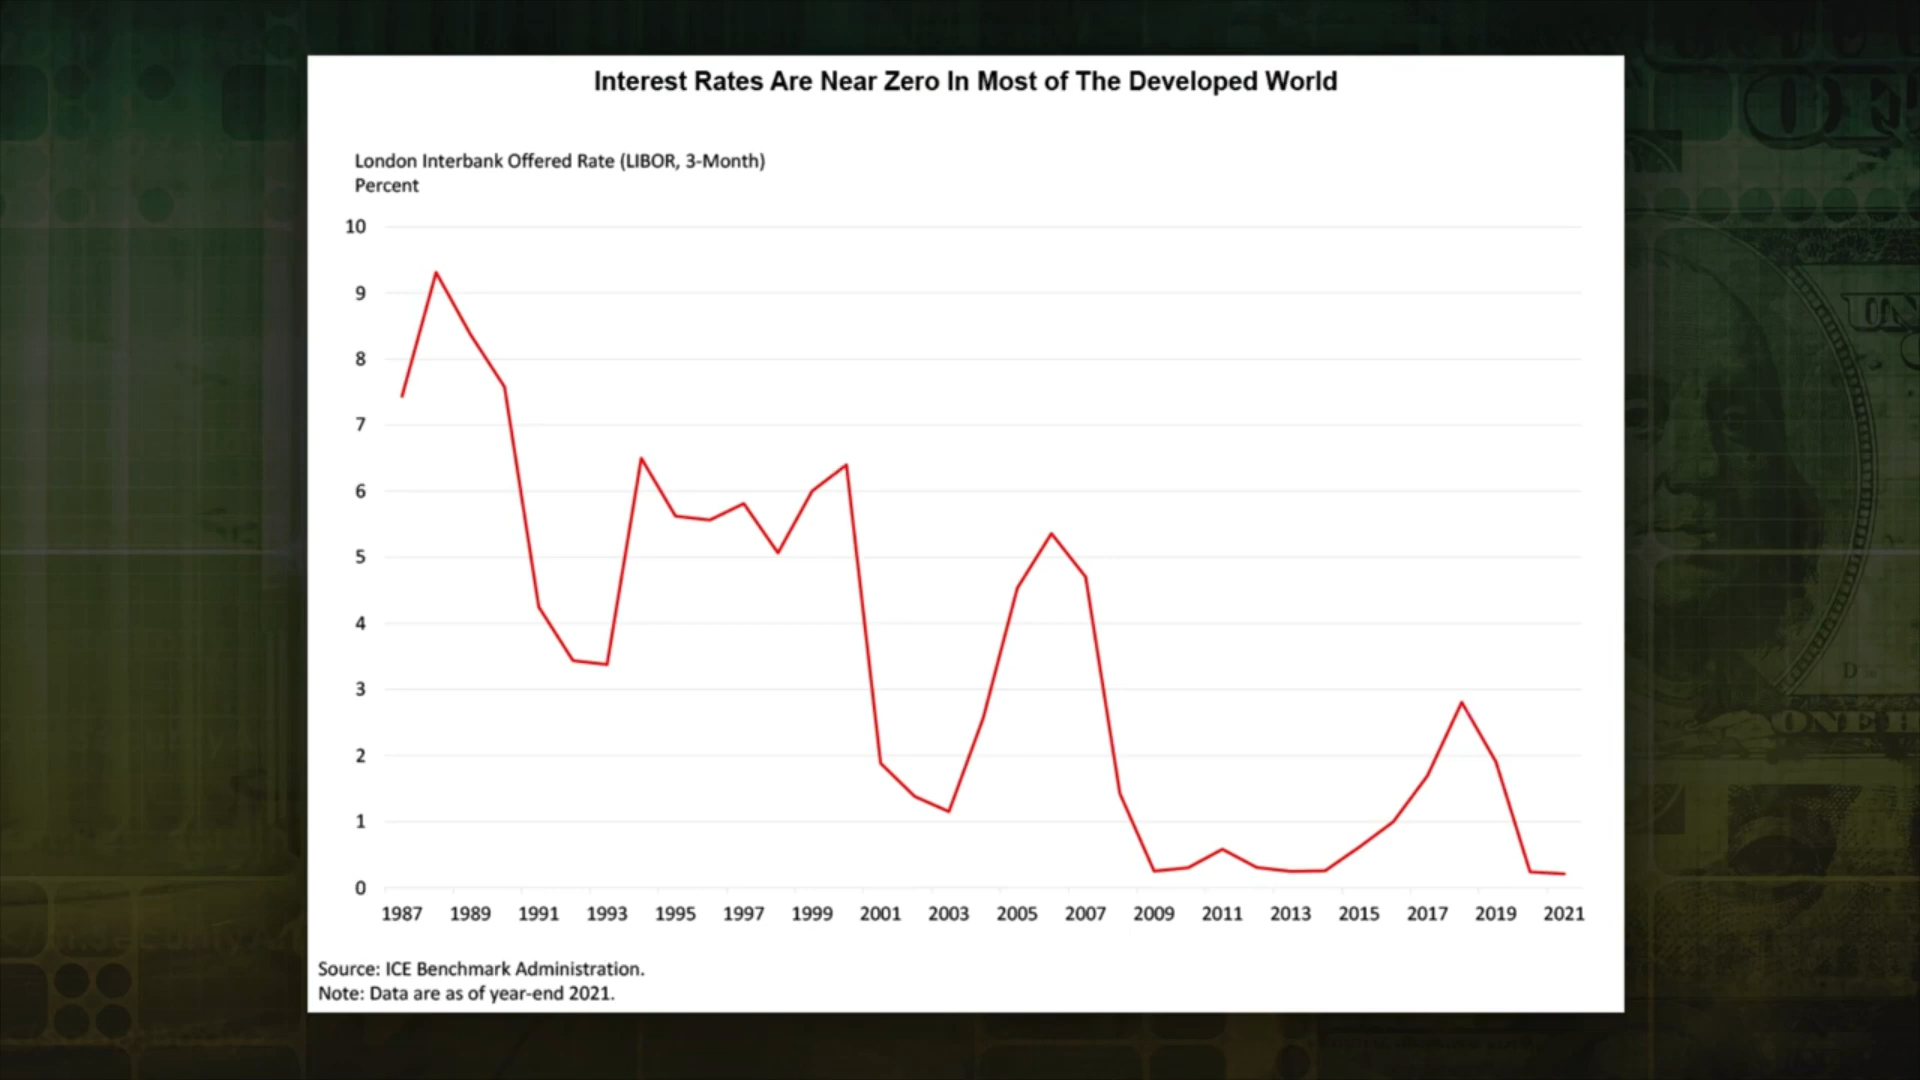 Interest Rates Are Near Zero In Most of The Developed World
London Interbank Offered Rate (LIBOR, 3-Month)
Percent
10
9
8
7
6
5
4
3
2
1
0
1987 1989 1991 1993 1995 1997 1999 2001 2003 2005 2007 2009 2011 2013 2015 2017 2019 2021
Source: ICE Benchmark Administration.
Note: Data are as of year-end 2021.